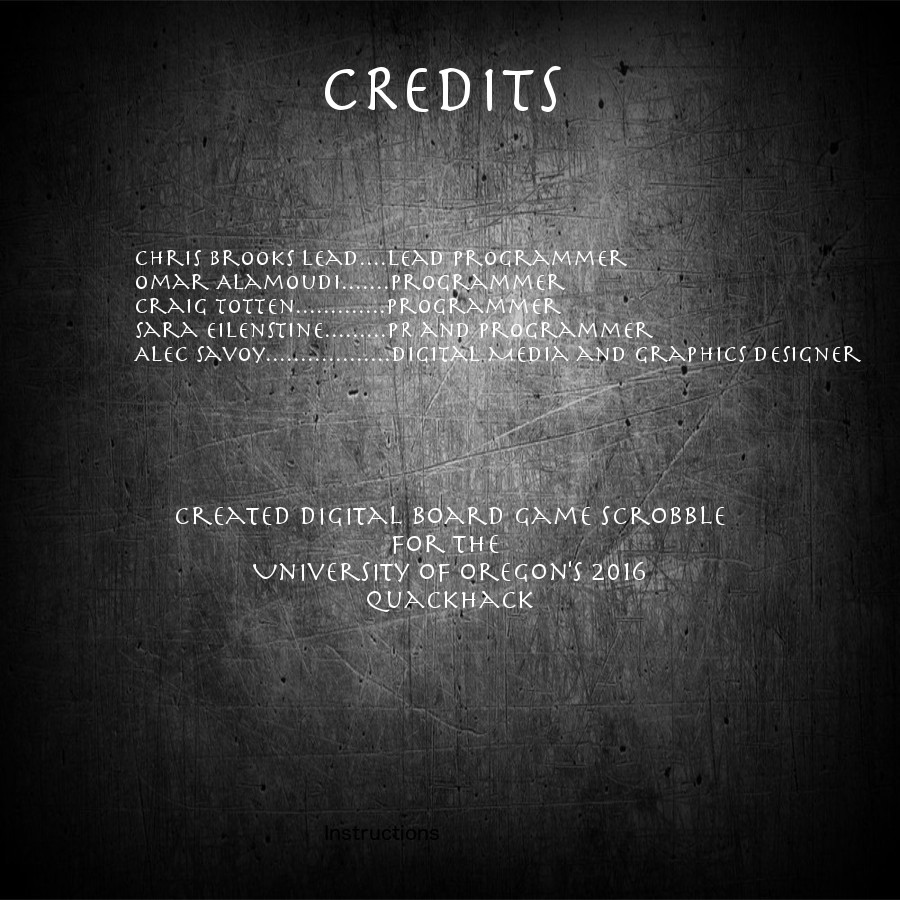 CREDITS
CHRIS BROOKS LEAD....LEAD PROGRAMMER
OMAR ALAMOUDI.......PROGRAMMER
CRAIG TOTTEN.............PROGRAMMER
SARA EILENSTINE.........PR AND PROGRAMMER
ALEC SAVOY..................DIGITAL MEDIA AND GRAPHICS DESIGNER
CREATED DIGITAL BOARD GAME SCROBBLE
FOR THE
UNIVERSITY OF OREGON'S 2016
QUACKHACK
Instructions